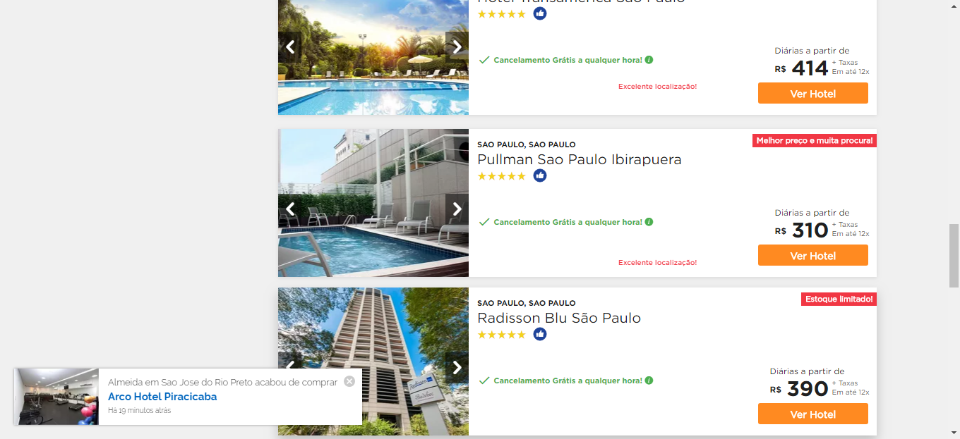 Hotel Transamérica São Paulo
Cancelamento Grátis a qualquer hora!
Excelente localização!
Diárias a partir de
R$ 414 + Taxas
Em até 12x
Ver Hotel
SAO PAULO, SAO PAULO
Melhor preço e muita procura!
Pullman Sao Paulo Ibirapuera
Cancelamento Grátis a qualquer hora!
Excelente localização!
Diárias a partir de
R$ 310 + Taxas
Em até 12x
Ver Hotel
SAO PAULO, SAO PAULO
Estoque limitado!
Radisson Blu São Paulo
Cancelamento Grátis a qualquer hora!
Diárias a partir de
R$ 390 + Taxas
Em até 12x
Ver Hotel
Almeida em Sao Jose do Rio Preto acabou de comprar
Arco Hotel Piracicaba
Há 19 minutos atrás